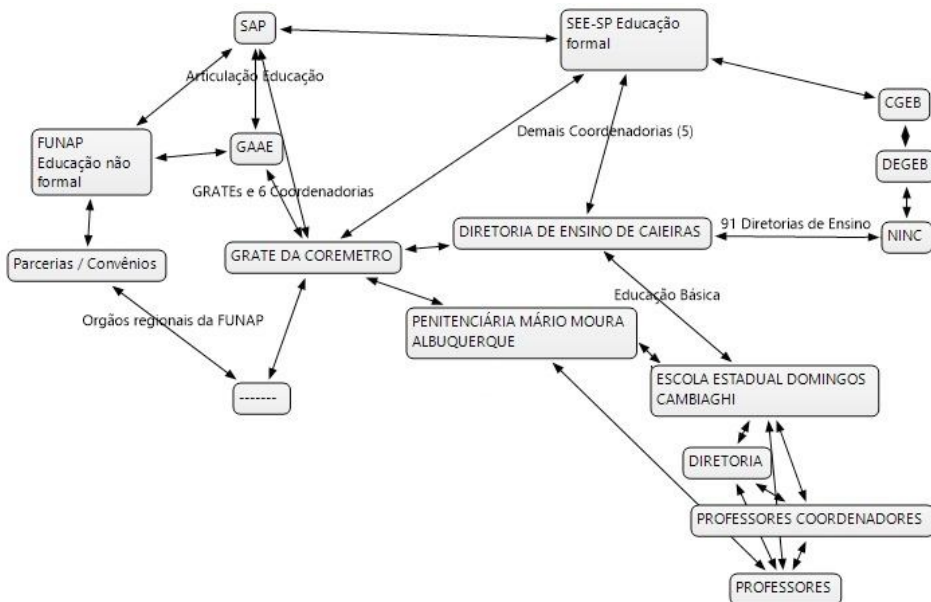 SAP
SEE-SP Educação
formal
Articulação Educação
CGEB
FUNAP
Educação não
formal
GAAE
Demais Coordenadorias (5)
DEGEB
GRATEs e 6 Coordenadorias
DIRETORIA DE ENSINO DE CAIEIRAS
91 Diretorias de Ensino
NINC
Parcerias / Convênios
GRATE DA COREMETRO
Educação Básica
Orgãos regionais da FUNAP
PENITENCIÁRIA MÁRIO MOURA
ALBUQUERQUE
ESCOLA ESTADUAL DOMINGOS
CAMBIAGHI
-------
DIRETORIA
PROFESSORES COORDENADORES
PROFESSORES